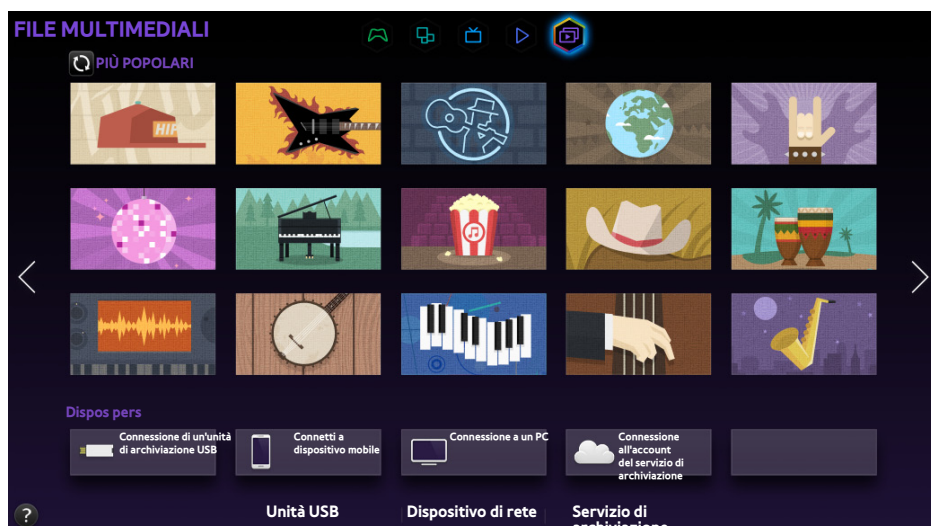 FILE MULTIMEDIALI
PIÙ POPOLARI
HIP
Dispos pers
Connessione di un'unità
di archiviazione USB
Connetti a
dispositivo mobile
Connessione a un PC
Connessione
all'account
del servizio di
archiviazione
?
Unità USB
Dispositivo di rete
Servizio di
archiviazione